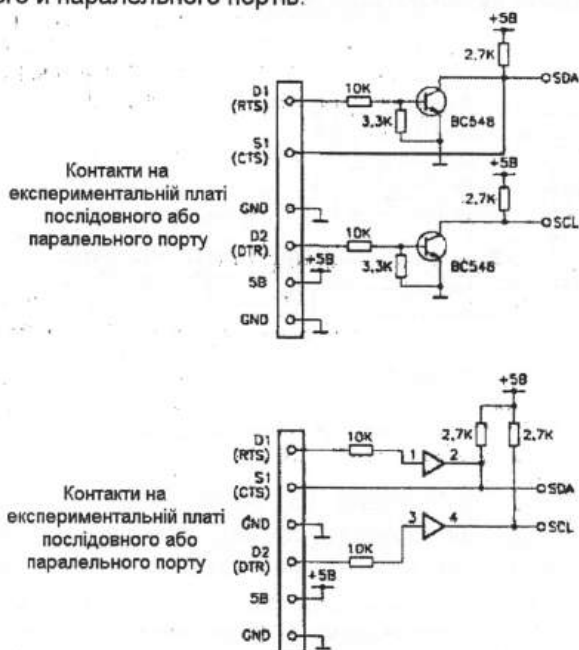 ого й паралельного портів.
+5В
2.7К
SDA
D1
(RTS)
10К
3.3К
BC548
S1
(CTS)
+5В
2.7К
SCL
Контакти на
експериментальній платі
послідовного або
паралельного порту
GND
D2
(DTR)
10К
+5В
3.3К
BC548
5В
GND
+5В
2,7К
2,7К
D1
(RTS)
10К
1
2
S1
(CTS)
SDA
Контакти на
експериментальній платі
послідовного або
паралельного порту
GND
3
4
SCL
D2
(DTR)
10К
+5В
5В
GND